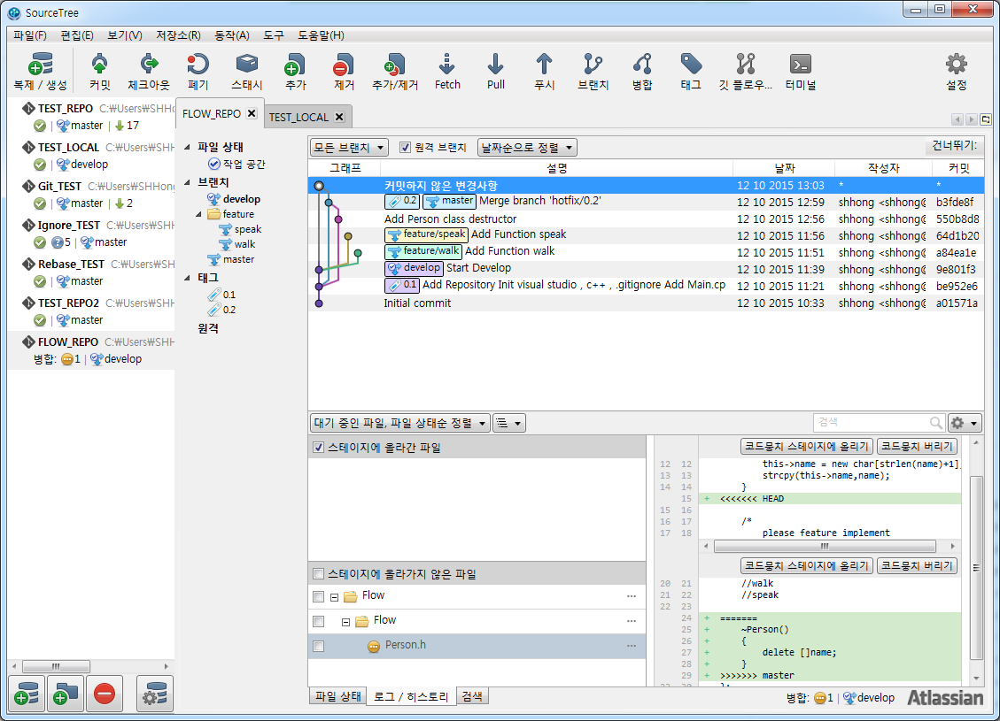 SourceTree
파일(F) 편집(E) 보기(V) 저장소(R) 동작(A) 도구 도움말(H)
복제 / 생성 커밋 체크아웃 폐기 스태시 추가 제거 추가/제거 Fetch Pull 푸시 브랜치 병합 태그 깃 플로우... 터미널 설정
TEST_REPO C:₩Users₩SHHo
master 17
TEST_LOCAL C:₩Users₩SHH
develop
Git_TEST C:₩Users₩SHHong
master 2
Ignore_TEST C:₩Users₩SHH
5 master
Rebase_TEST C:₩Users₩SHH
master
TEST_REPO2 C:₩Users₩SHH
master
FLOW_REPO C:₩Users₩SHH
병합: 1 develop
FLOW_REPO TEST_LOCAL
파일 상태
작업 공간
브랜치
develop
feature
speak
walk
master
태그
0.1
0.2
원격
모든 브랜치 원격 브랜치 날짜순으로 정렬 건너뛰기:
그래프 설명 날짜 작성자 커밋
커밋하지 않은 변경사항 12 10 2015 13:03 * *
0.2 master Merge branch 'hotfix/0.2' 12 10 2015 12:59 shhong <shhong@ b3fde8f
Add Person class destructor 12 10 2015 12:56 shhong <shhong@ 550b8d8
feature/speak Add Function speak 12 10 2015 11:56 shhong <shhong@ 64d1b20
feature/walk Add Function walk 12 10 2015 11:51 shhong <shhong@ a84ea1e
develop Start Develop 12 10 2015 11:39 shhong <shhong@ 9e801f3
0.1 Add Repository Init visual studio , c++ , .gitignore Add Main.cp 12 10 2015 11:21 shhong <shhong@ be952e6
Initial commit 12 10 2015 10:33 shhong <shhong@ a01571a
대기 중인 파일, 파일 상태순 정렬 검색
스테이지에 올라간 파일
스테이지에 올라가지 않은 파일
Flow ...
Flow ...
Person.h ...
코드뭉치 스테이지에 올리기 코드뭉치 버리기
12 12 this->name = new char[strlen(name)+1]
13 13 strcpy(this->name,name);
14 14 }
15 + <<<<<<< HEAD
15 16
16 17 /*
17 18 please feature implement
코드뭉치 스테이지에 올리기 코드뭉치 버리기
20 21 //walk
21 22 //speak
22 23
24 + =======
25 + ~Person()
26 + {
27 + delete []name;
28 + }
29 + >>>>>>> master
파일 상태 로그 / 히스토리 검색
병합: 1 develop Atlassian